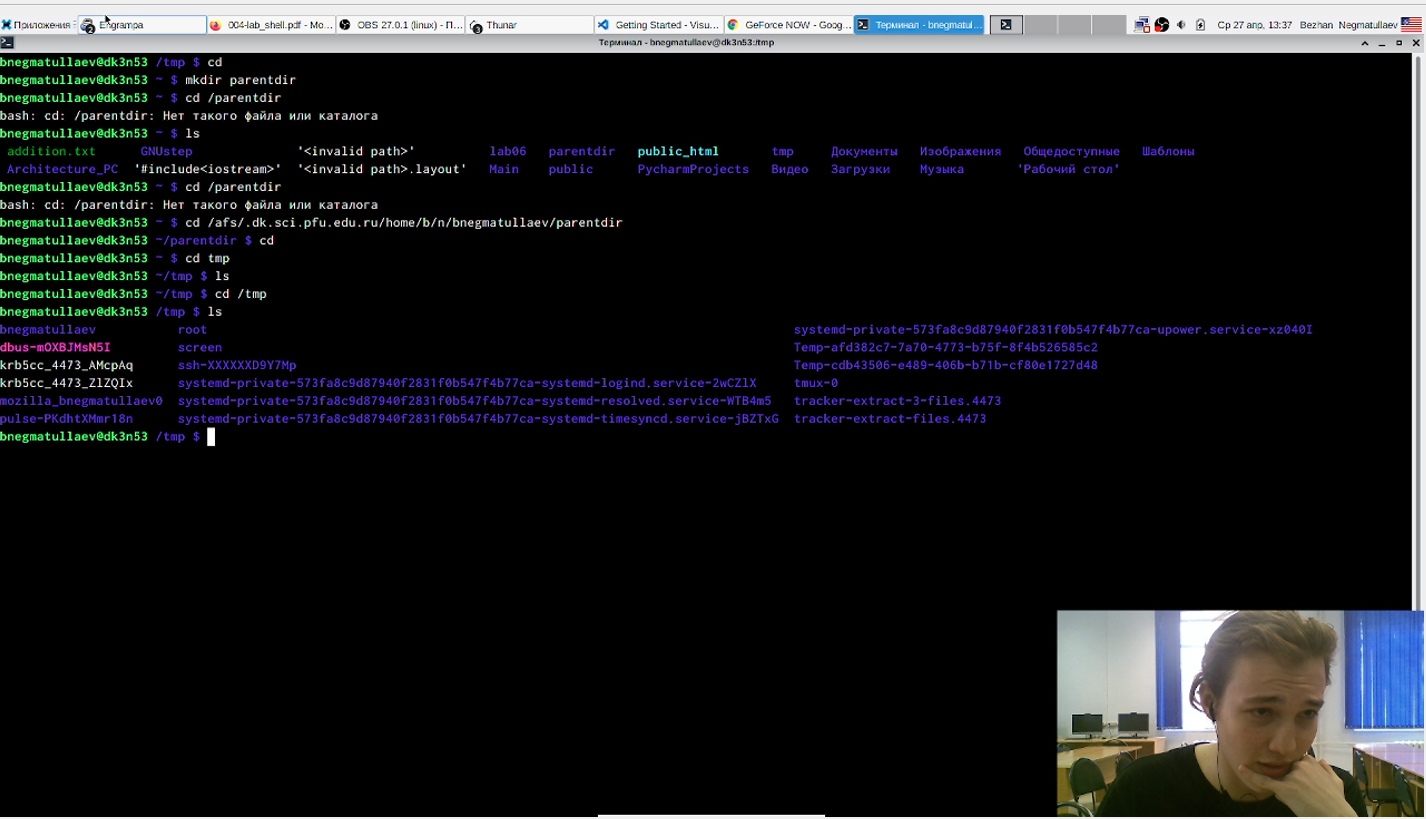 Приложения Engrampa 004-lab_shell.pdf - Mo... OBS 27.0.1 (linux) - П... 3 Thunar Getting Started - Visu... GeForce NOW - Goog... Терминал - bnegmatul... Ср 27 апр, 13:37 Bezhan Negmatullaev
Терминал - bnegmatullaev@dk3n53:/tmp
bnegmatullaev@dk3n53 /tmp $ cd
bnegmatullaev@dk3n53 ~ $ mkdir parentdir
bnegmatullaev@dk3n53 ~ $ cd /parentdir
bash: cd: /parentdir: Нет такого файла или каталога
bnegmatullaev@dk3n53 ~ $ ls
addition.txt GNUstep '<invalid path>' lab06 parentdir public_html tmp Документы Изображения Общедоступные Шаблоны
Architecture_PC '#include<iostream>' '<invalid path>.layout' Main public PycharmProjects Видео Загрузки Музыка 'Рабочий стол'
bnegmatullaev@dk3n53 ~ $ cd /parentdir
bash: cd: /parentdir: Нет такого файла или каталога
bnegmatullaev@dk3n53 ~ $ cd /afs/.dk.sci.pfu.edu.ru/home/b/n/bnegmatullaev/parentdir
bnegmatullaev@dk3n53 ~/parentdir $ cd
bnegmatullaev@dk3n53 ~ $ cd tmp
bnegmatullaev@dk3n53 ~/tmp $ ls
bnegmatullaev@dk3n53 ~/tmp $ cd /tmp
bnegmatullaev@dk3n53 /tmp $ ls
bnegmatullaev root systemd-private-573fa8c9d87940f2831f0b547f4b77ca-upower.service-xz040I
dbus-mOXBJMsN5I screen Temp-afd382c7-7a70-4773-b75f-8f4b526585c2
krb5cc_4473_AMcpAq ssh-XXXXXXD9Y7Mp Temp-cdb43506-e489-406b-b71b-cf80e1727d48
krb5cc_4473_ZlZQIx systemd-private-573fa8c9d87940f2831f0b547f4b77ca-systemd-logind.service-2wCZlX tmux-0
mozilla_bnegmatullaev0 systemd-private-573fa8c9d87940f2831f0b547f4b77ca-systemd-resolved.service-WTB4m5 tracker-extract-3-files.4473
pulse-PKdhtXMmr18n systemd-private-573fa8c9d87940f2831f0b547f4b77ca-systemd-timesyncd.service-jBZTxG tracker-extract-files.4473
bnegmatullaev@dk3n53 /tmp $